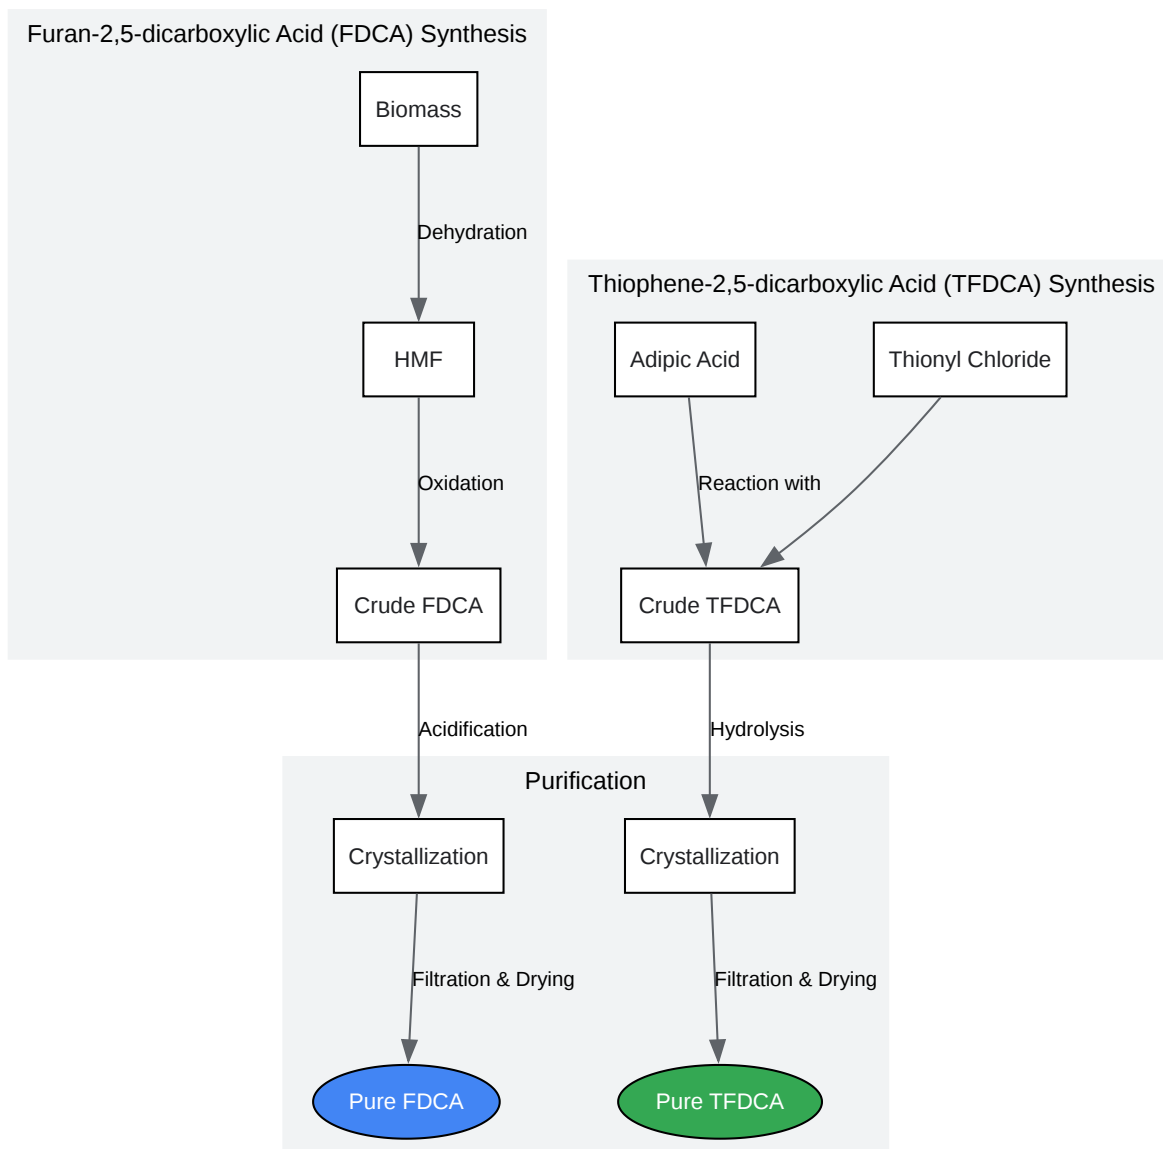 Furan-2,5-dicarboxylic Acid (FDCA) Synthesis
Biomass
Dehydration
Thiophene-2,5-dicarboxylic Acid (TFDCA) Synthesis
HMF
Adipic Acid
Thionyl Chloride
Oxidation
Reaction with
Crude FDCA
Crude TFDCA
Acidification
Hydrolysis
Purification
Crystallization
Crystallization
Filtration & Drying
Filtration & Drying
Pure FDCA
Pure TFDCA